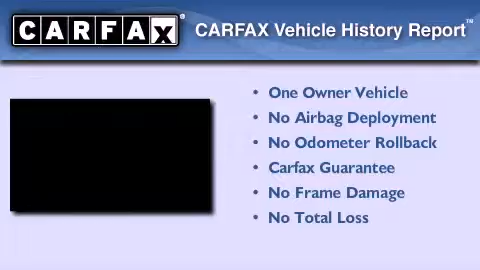 CARFAX® CARFAX Vehicle History Report™
• One Owner Vehicle
• No Airbag Deployment
• No Odometer Rollback
• Carfax Guarantee
• No Frame Damage
• No Total Loss